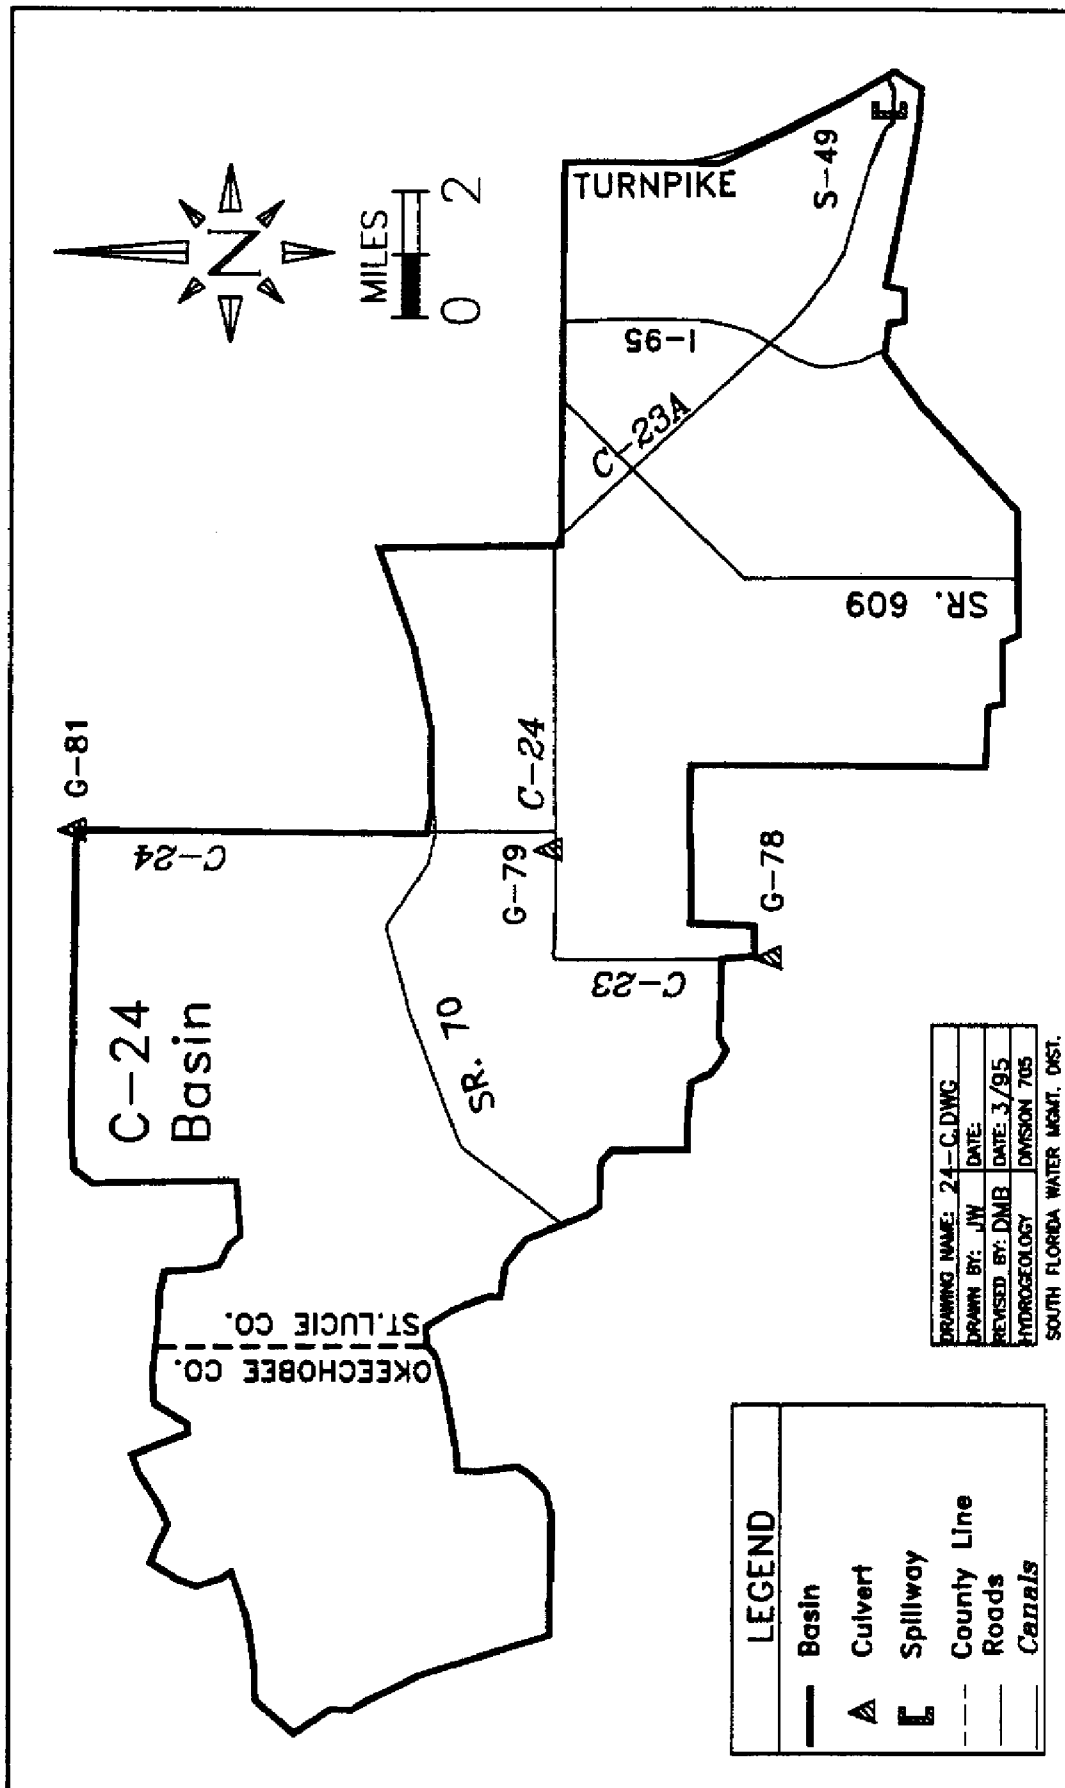 C-24
Basin
G-81
C-24
SR. 70
G-79
C-24
C-23
G-78
ST.LUCIE CO.
OKEECHOBEE CO.
N
MILES
0 2
TURNPIKE
I-95
C-23A
S-49
SR. 609
LEGEND
Basin
Culvert
Spillway
County Line
Roads
Canals
DRAWING NAME: 24-C.DWG
DRAWN BY: JW DATE:
REVISED BY: DMB DATE: 3/95
HYDROGEOLOGY DIVISION 705
SOUTH FLORIDA WATER MGMT. DIST.